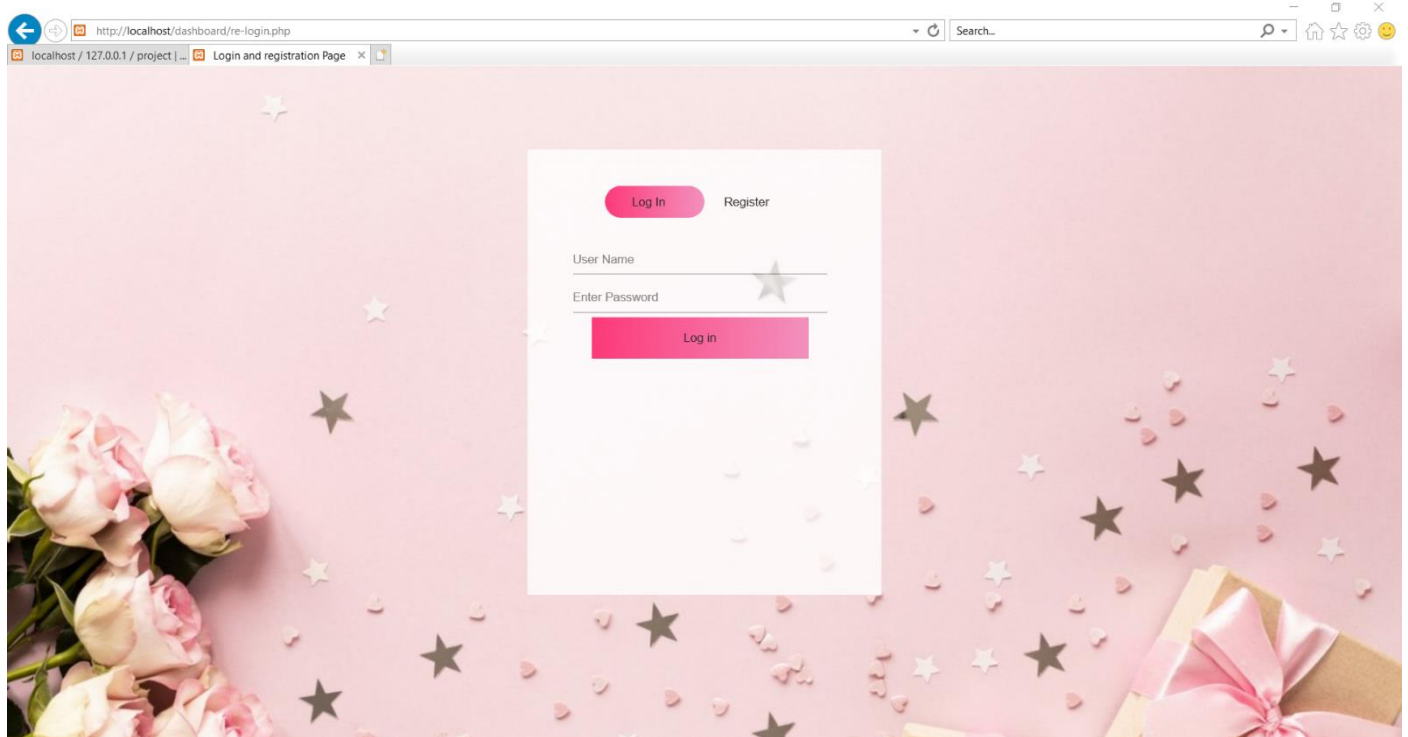 http://localhost/dashboard/re-login.php
Search...
localhost / 127.0.0.1 / project | ...
Login and registration Page
Log In
Register
User Name
Enter Password
Log in